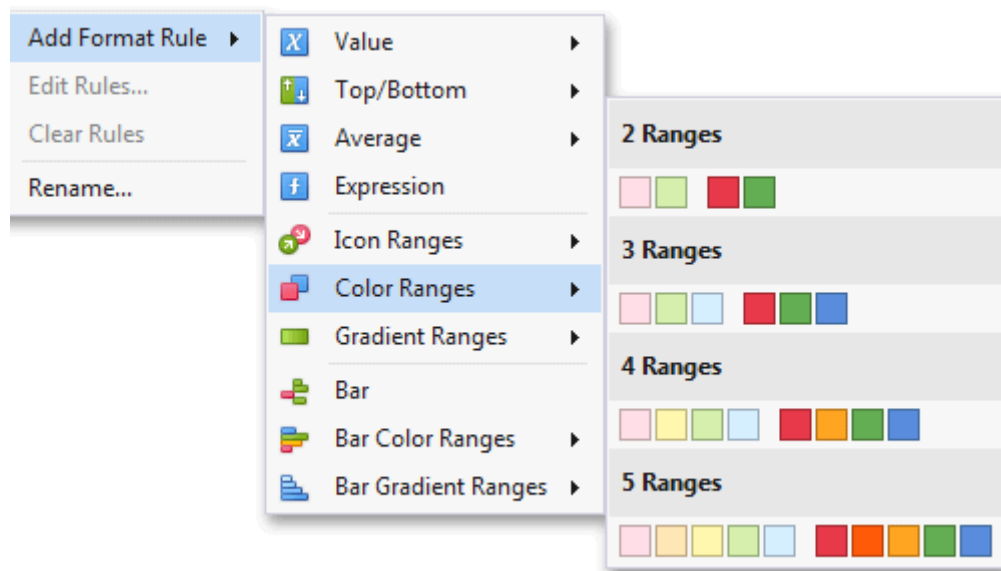 Add Format Rule
Edit Rules...
Clear Rules
Rename...
Value
Top/Bottom
Average
Expression
Icon Ranges
Color Ranges
Gradient Ranges
Bar
Bar Color Ranges
Bar Gradient Ranges
2 Ranges
3 Ranges
4 Ranges
5 Ranges